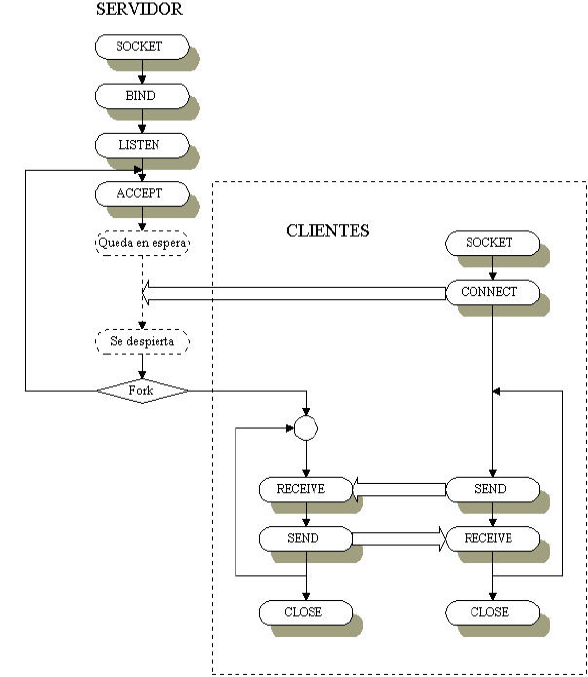 SERVIDOR
SOCKET
BIND
LISTEN
ACCEPT
Queda en espera
Se despierta
Fork
CLIENTES
SOCKET
CONNECT
RECEIVE
SEND
SEND
RECEIVE
CLOSE
CLOSE